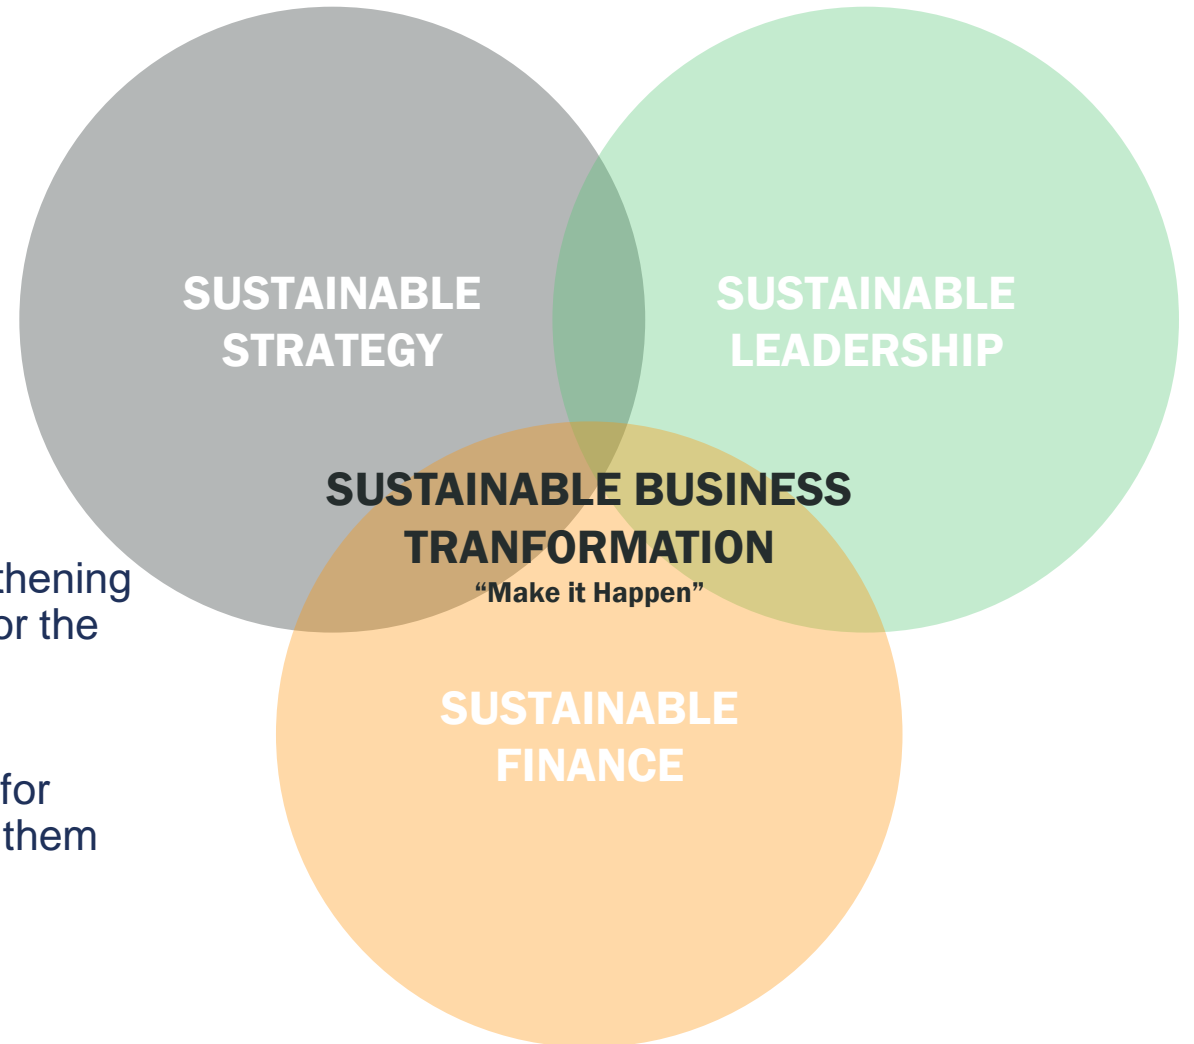 SUSTAINABLE
STRATEGY
SUSTAINABLE
LEADERSHIP
SUSTAINABLE BUSINESS
TRANFORMATION
“Make it Happen”
thening
or the
SUSTAINABLE
FINANCE
for
them